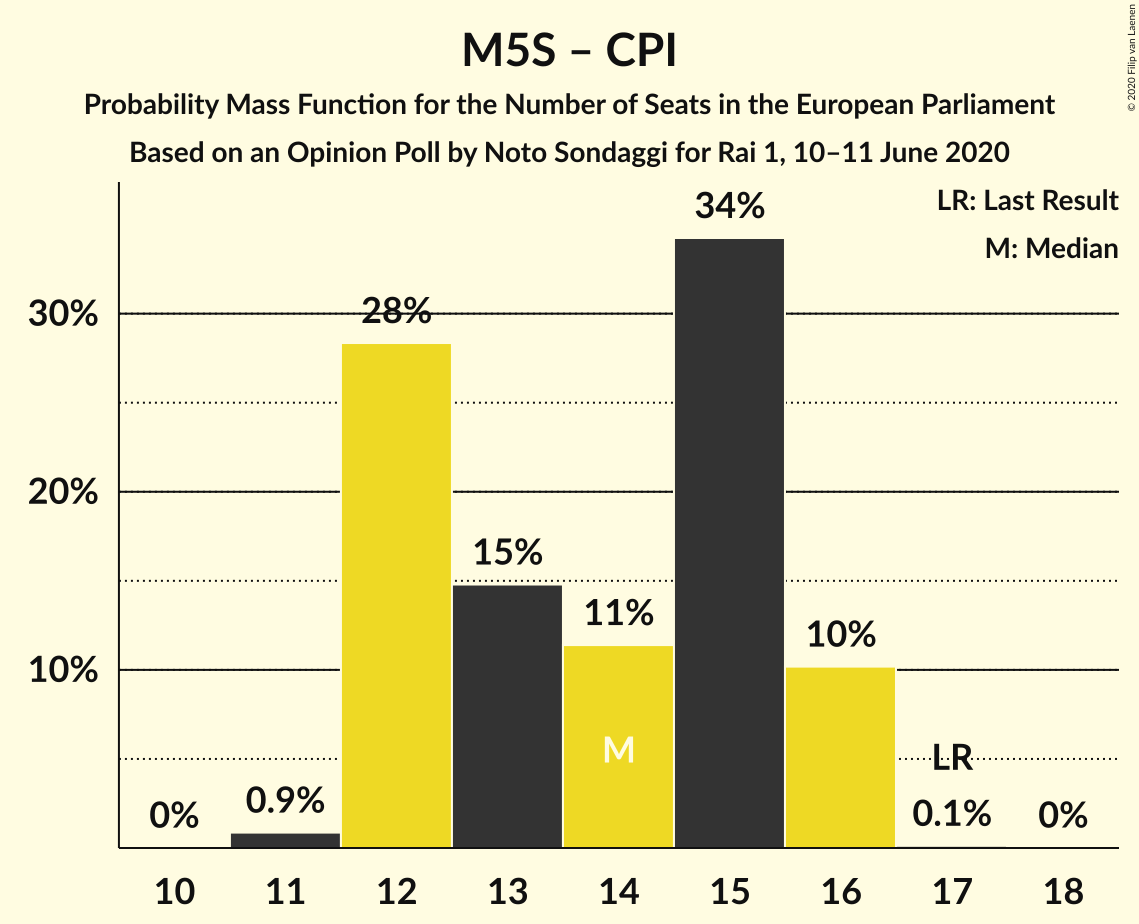 M5S – CPI
Probability Mass Function for the Number of Seats in the European Parliament
Based on an Opinion Poll by Noto Sondaggi for Rai 1, 10–11 June 2020
© 2020 Filip van Laenen
LR: Last Result
M: Median
34%
30%
28%
20%
15%
11%
10%
10%
M
LR
0%
0.9%
0.1%
0%
10 11 12 13 14 15 16 17 18